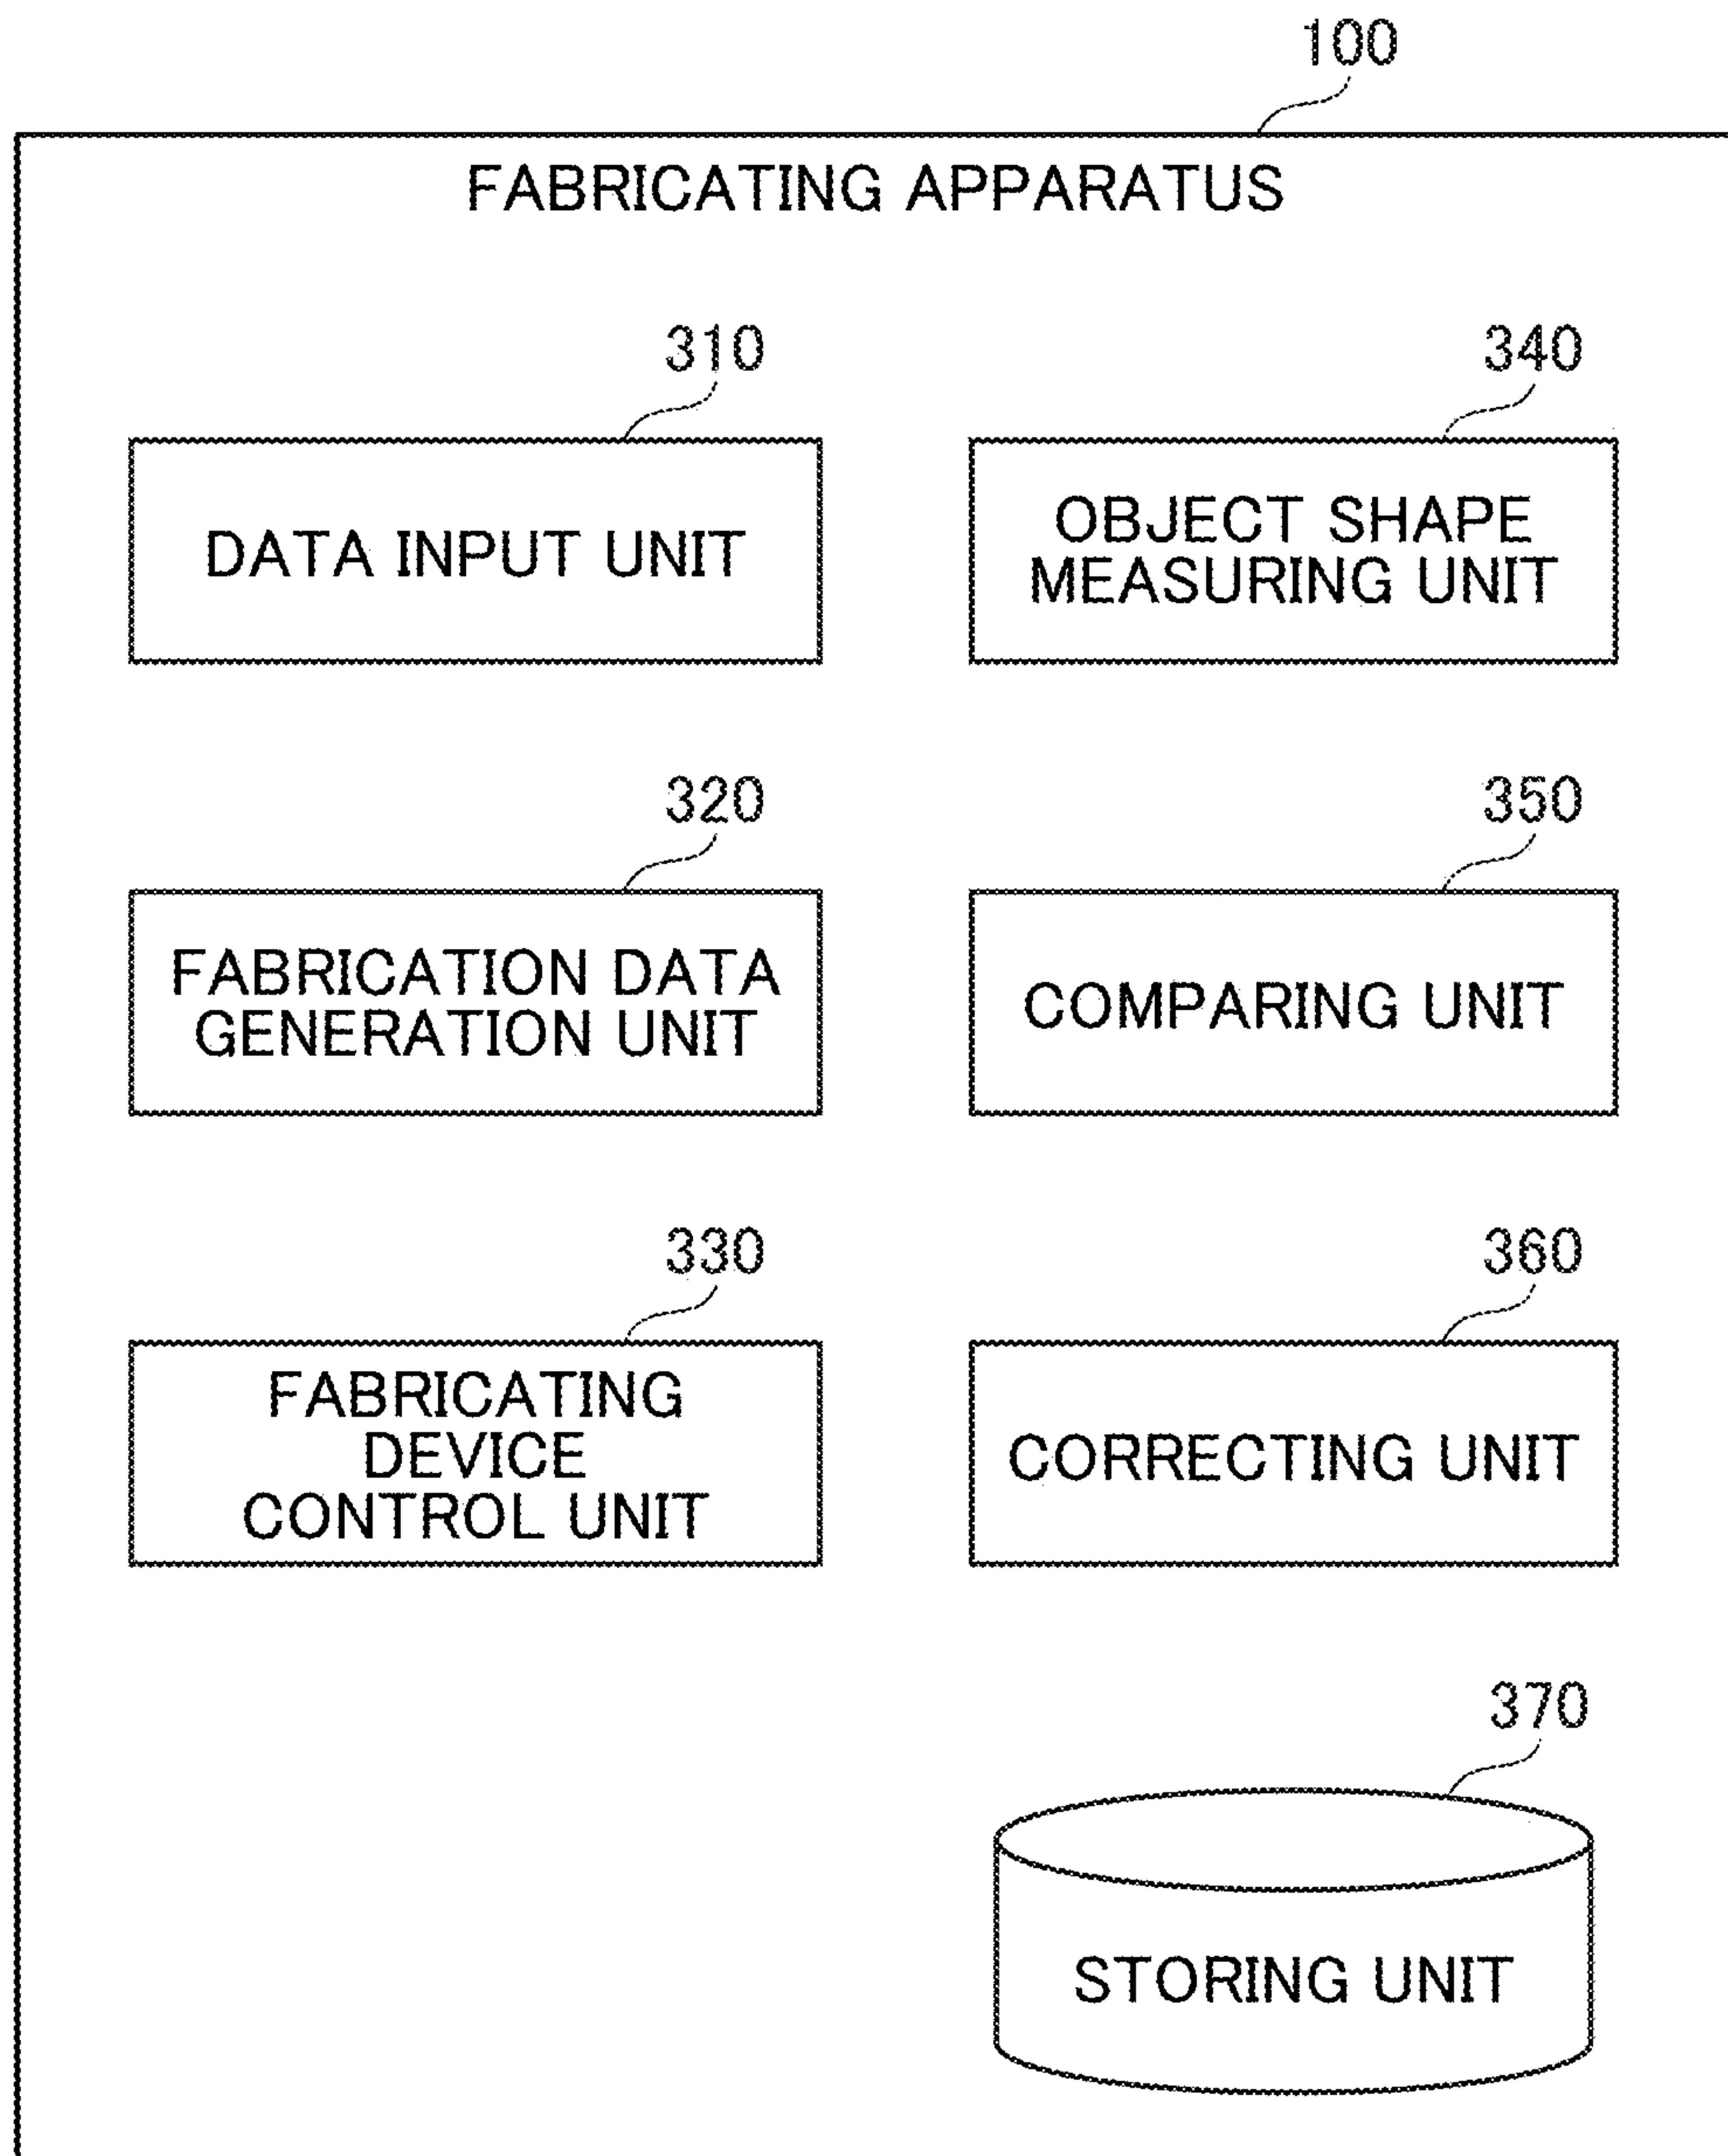 100
FABRICATING APPARATUS
310
DATA INPUT UNIT
340
OBJECT SHAPE
MEASURING UNIT
320
FABRICATION DATA
GENERATION UNIT
350
COMPARING UNIT
330
FABRICATING
DEVICE
CONTROL UNIT
360
CORRECTING UNIT
370
STORING UNIT